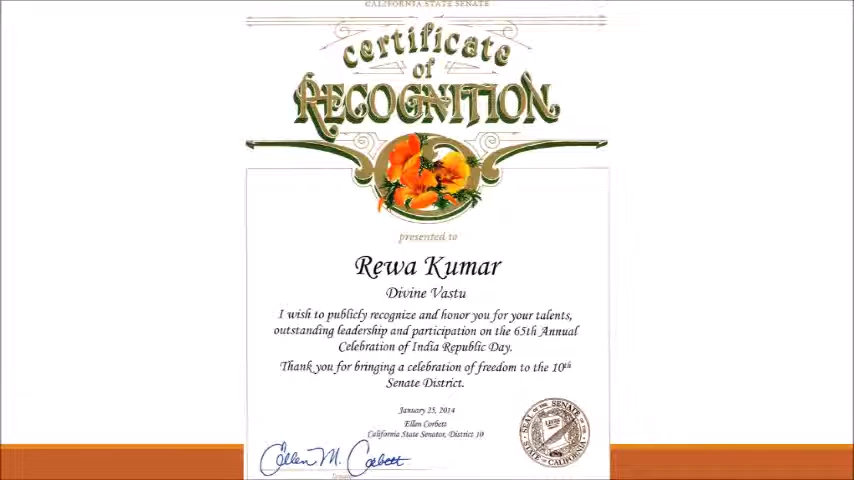 CALIFORNIA STATE SENATE
certificate
of
RECOGNITION
presented to
Rewa Kumar
Divine Vastu
I wish to publicly recognize and honor you for your talents,
outstanding leadership and participation on the 65th Annual
Celebration of India Republic Day.
Thank you for bringing a celebration of freedom to the 10th
Senate District.
January 25, 2014
Ellen Corbett
California State Senator, District 10
Ellen M. Corbett
SEAL OF THE SENATE
STATE OF CALIFORNIA